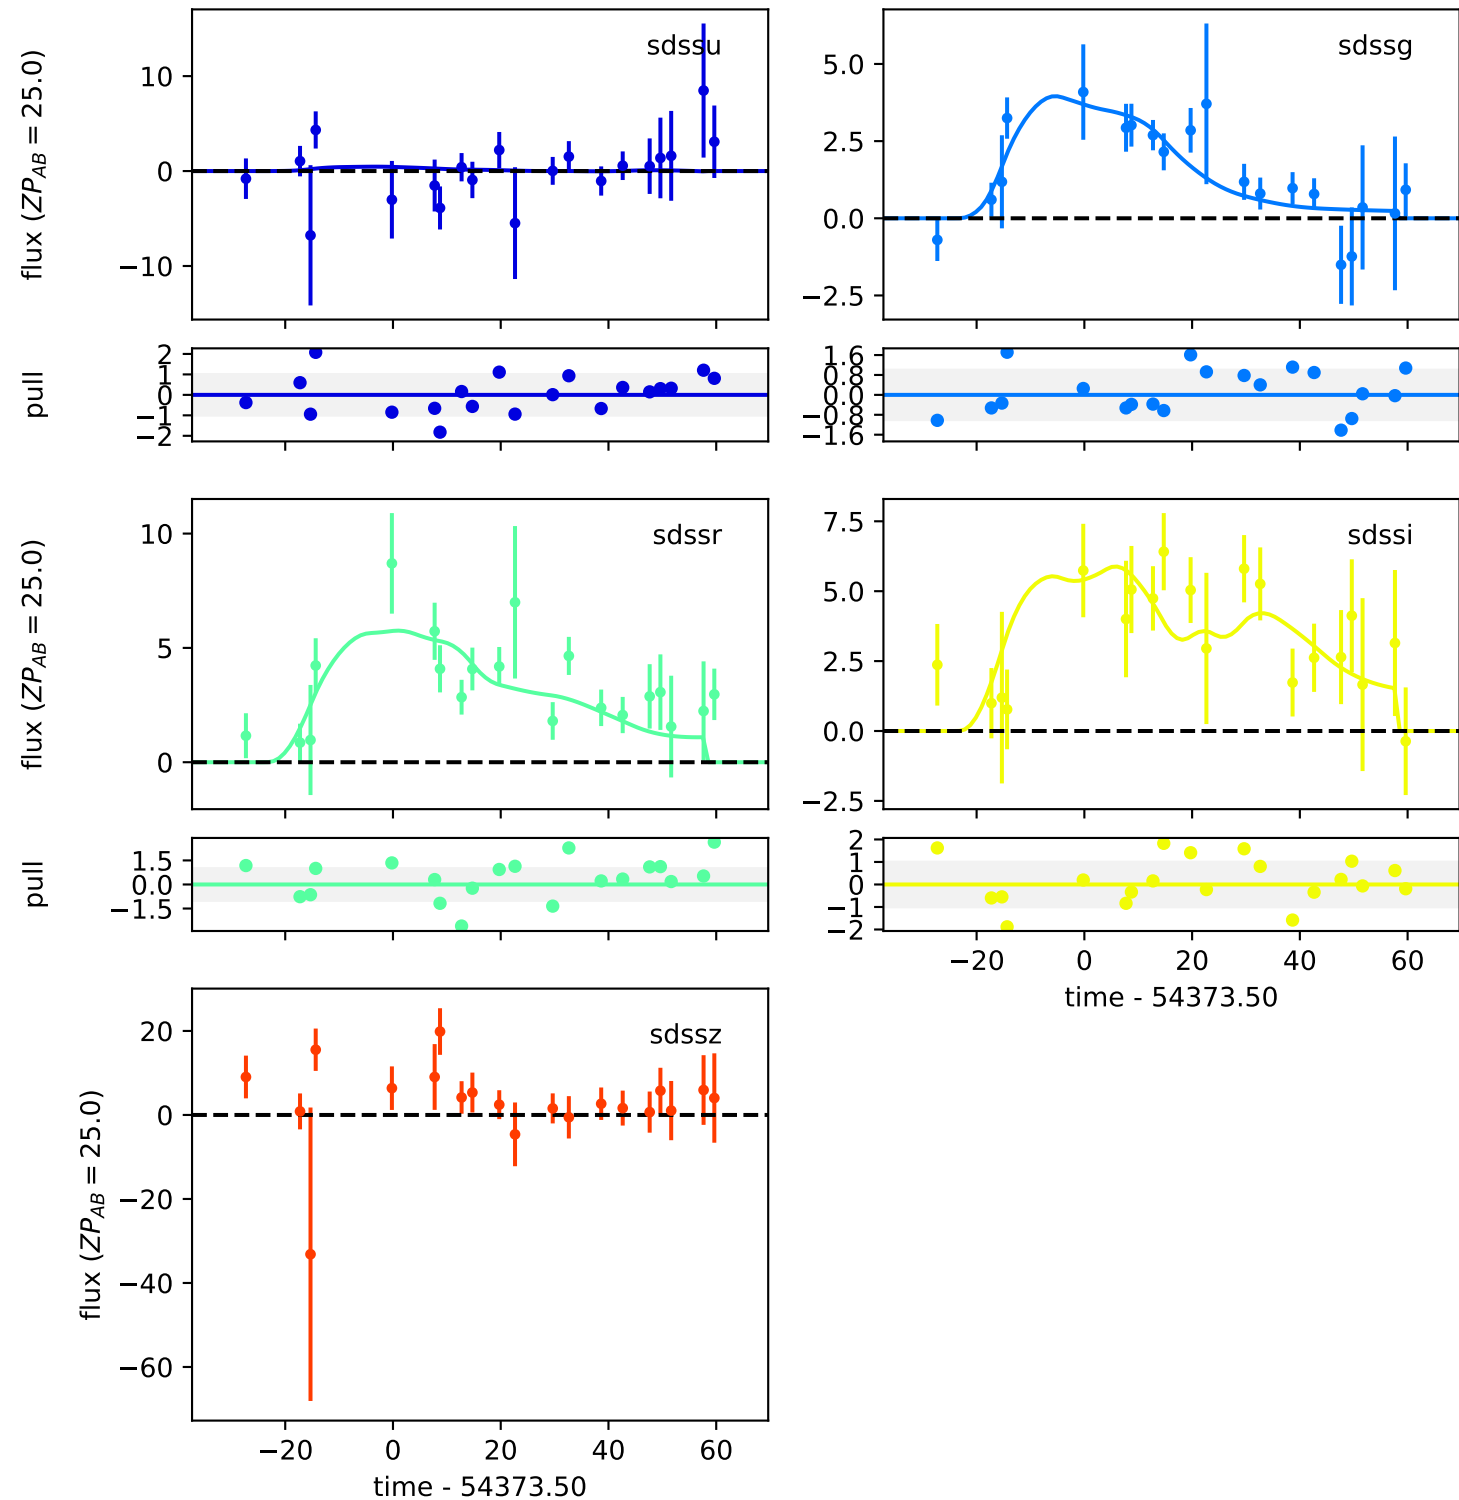 sdssu
flux (ZP_AB = 25.0)
10
0
−10
sdssg
5.0
2.5
0.0
−2.5
pull
2
1
0
−1
−2
1.6
0.8
0.0
−0.8
−1.6
sdssr
flux (ZP_AB = 25.0)
10
5
0
sdssi
7.5
5.0
2.5
0.0
−2.5
pull
1.5
0.0
−1.5
2
1
0
−1
−2
−20 0 20 40 60
time - 54373.50
sdssz
flux (ZP_AB = 25.0)
20
0
−20
−40
−60
−20 0 20 40 60
time - 54373.50